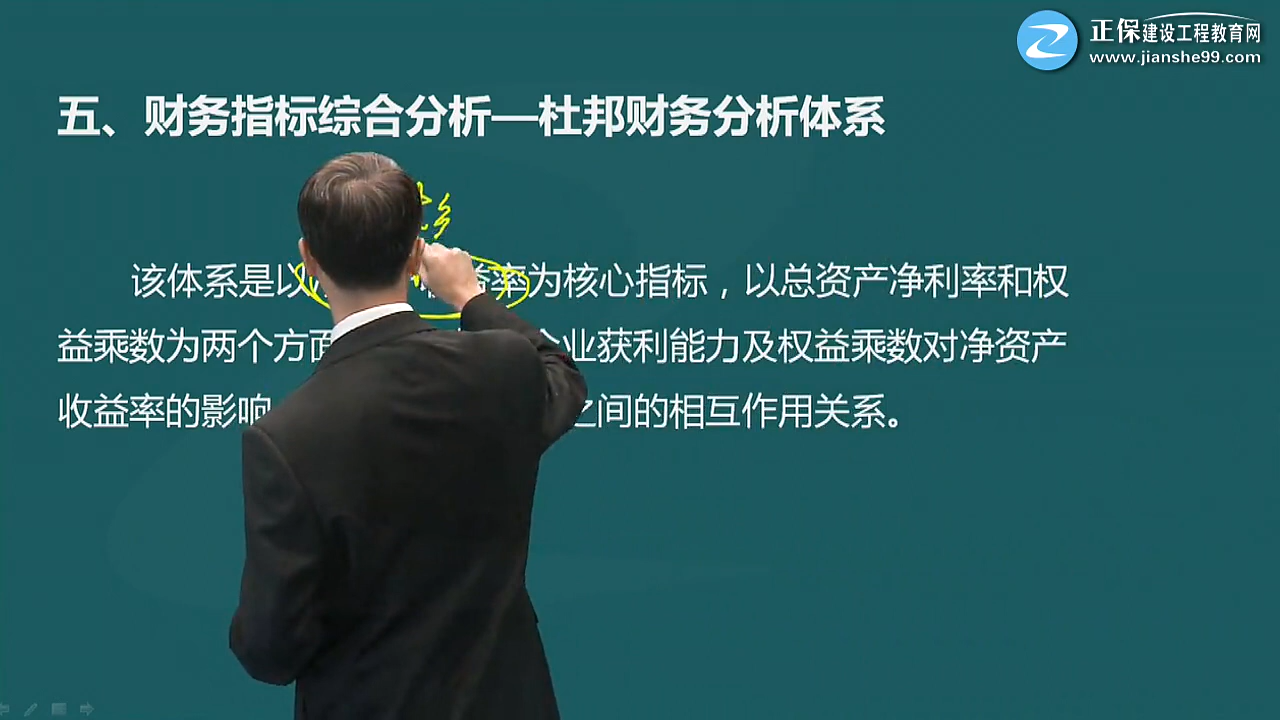 正保建设工程教育网
www.jianshe99.com
五、财务指标综合分析—杜邦财务分析体系
该体系是以 益率为核心指标，以总资产净利率和权
益乘数为两个方面 企业获利能力及权益乘数对净资产
收益率的影响 之间的相互作用关系。